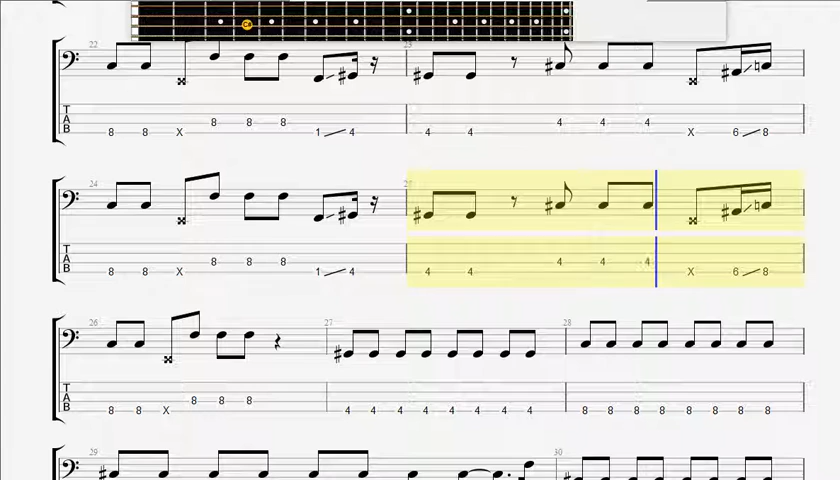 C#
22
T
A
B
8 8 X 8 8 8 1 4
4 4 4 4 4 X 6 8
24
T
A
B
8 8 X 8 8 8 1 4
4 4 4 4 4 X 6 8
26 27 28
T
A
B
8 8 X 8 8 8
4 4 4 4 4 4 4 4
8 8 8 8 8 8 8 8
29 30